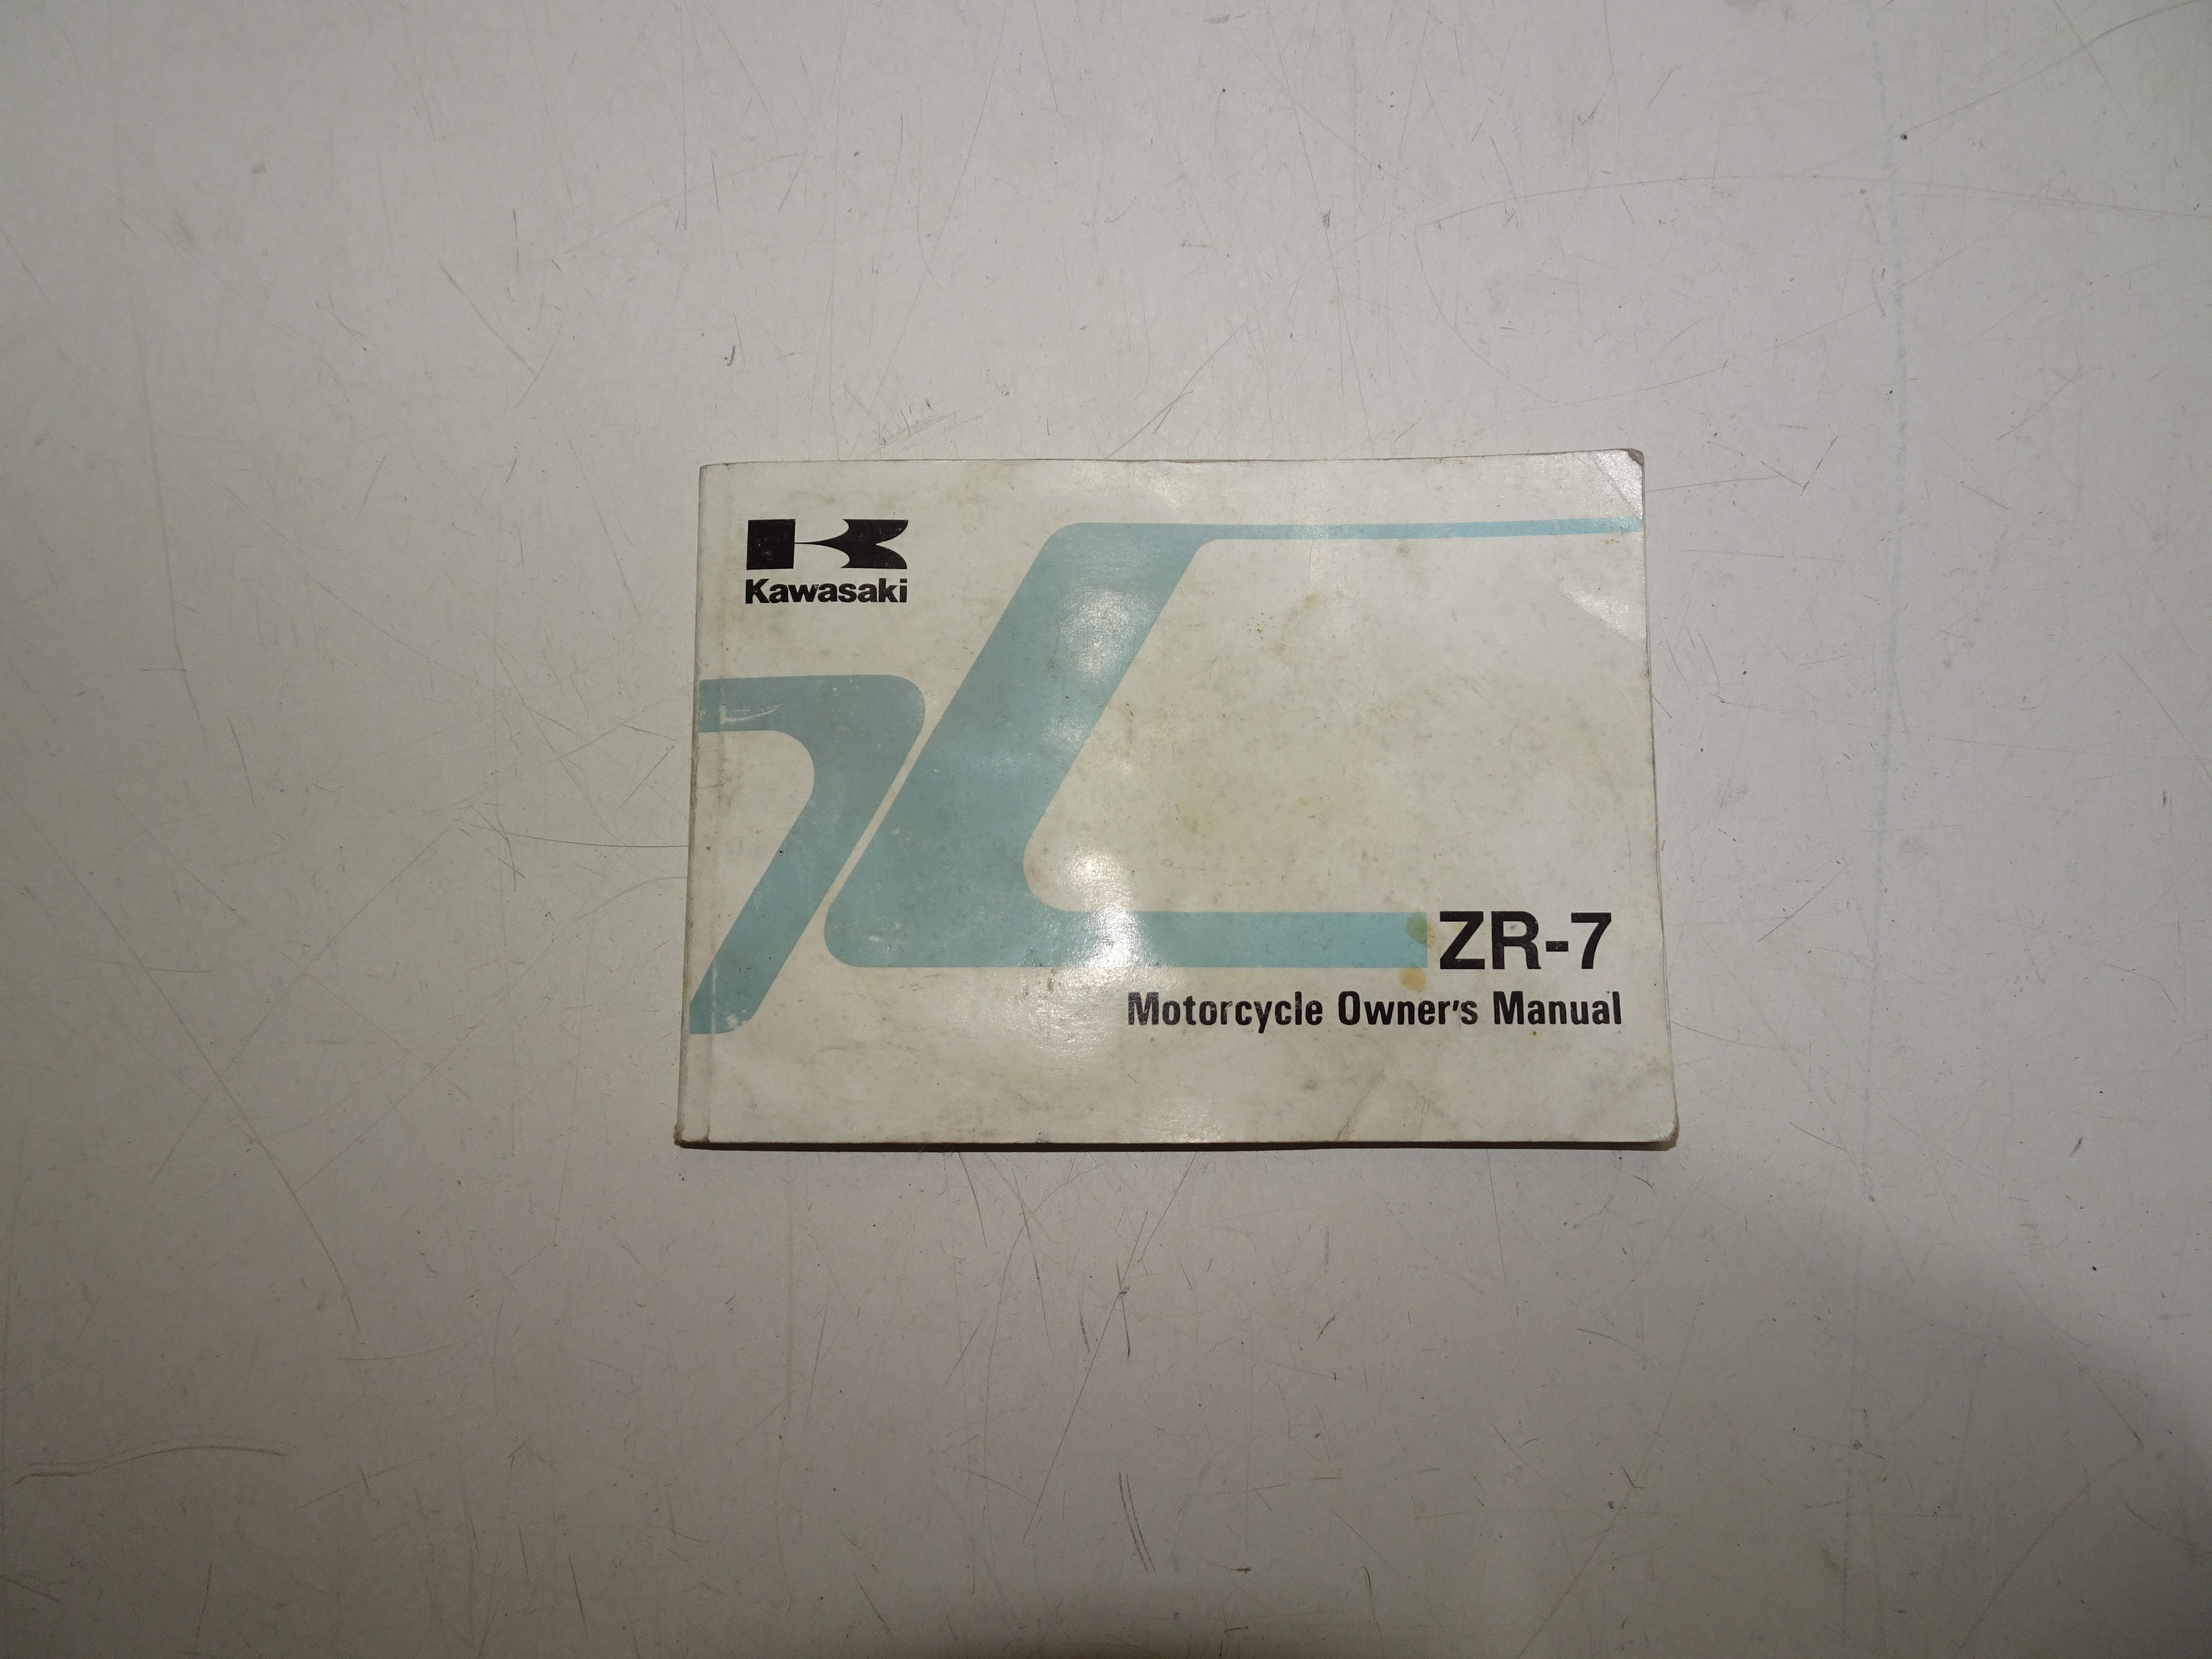 Kawasaki
ZR-7
Motorcycle Owner's Manual